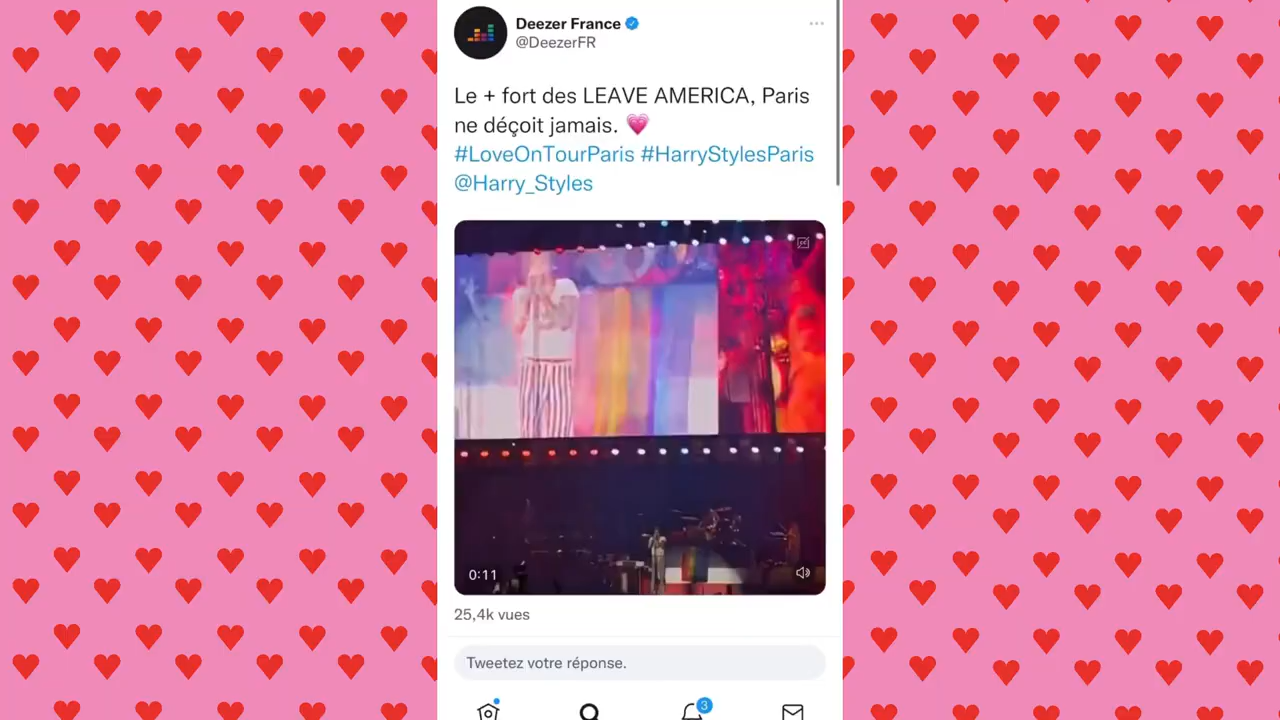 Deezer France
@DeezerFR
Le + fort des LEAVE AMERICA, Paris
ne déçoit jamais. 💗
#LoveOnTourParis #HarryStylesParis
@Harry_Styles
0:11
25,4k vues
Tweetez votre réponse.
3